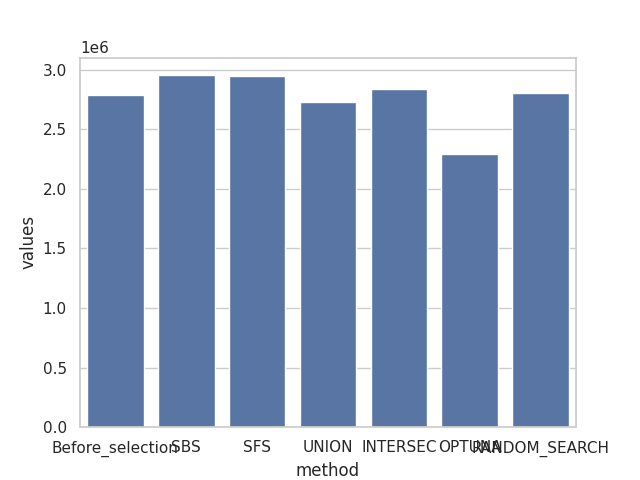 1e6
3.0
2.5
2.0
1.5
1.0
0.5
0.0
values
Before_selection SBS SFS UNION INTERSEC OPTUNA RANDOM_SEARCH
method